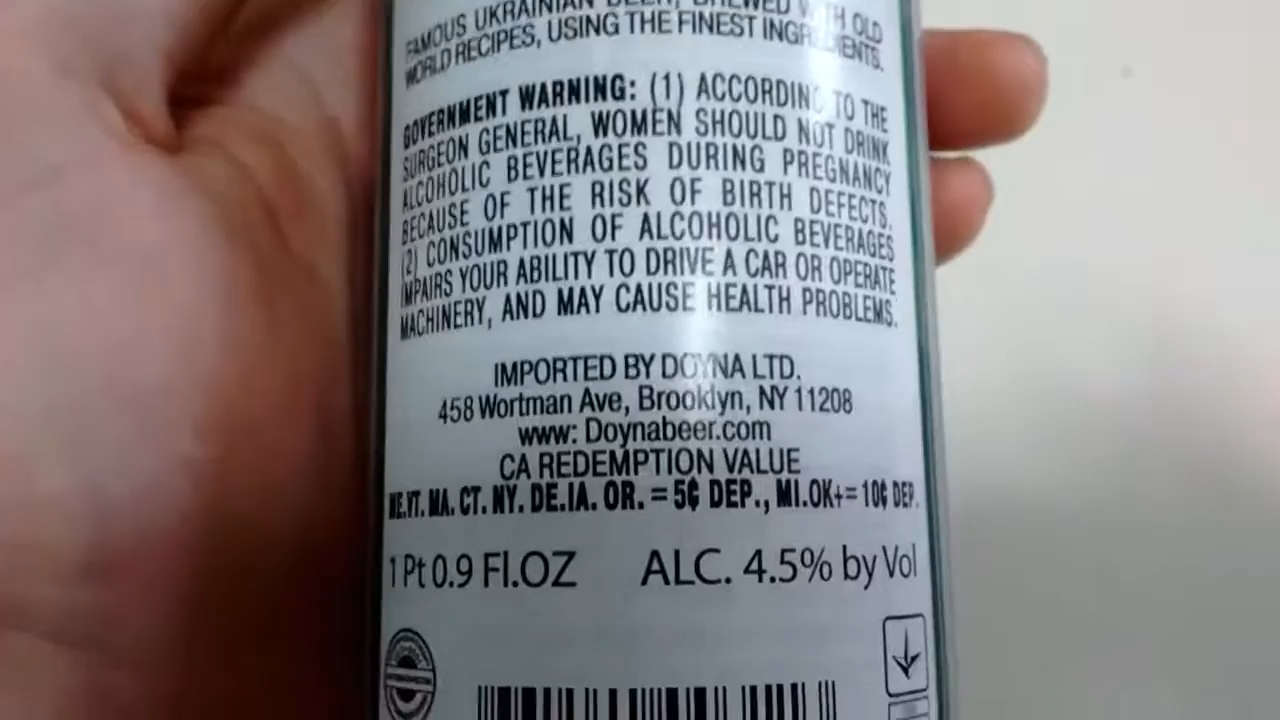 FAMOUS UKRAINIAN BEER, BREWED WITH OLD
WORLD RECIPES, USING THE FINEST INGREDIENTS.
GOVERNMENT WARNING: (1) ACCORDING TO THE
SURGEON GENERAL, WOMEN SHOULD NOT DRINK
ALCOHOLIC BEVERAGES DURING PREGNANCY
BECAUSE OF THE RISK OF BIRTH DEFECTS.
(2) CONSUMPTION OF ALCOHOLIC BEVERAGES
IMPAIRS YOUR ABILITY TO DRIVE A CAR OR OPERATE
MACHINERY, AND MAY CAUSE HEALTH PROBLEMS.
IMPORTED BY DOYNA LTD.
458 Wortman Ave, Brooklyn, NY 11208
www: Doynabeer.com
CA REDEMPTION VALUE
ME.VT. MA. CT. NY. DE.IA. OR. = 5¢ DEP., MI.OK+= 10¢ DEP.
1 Pt 0.9 Fl.OZ ALC. 4.5% by Vol